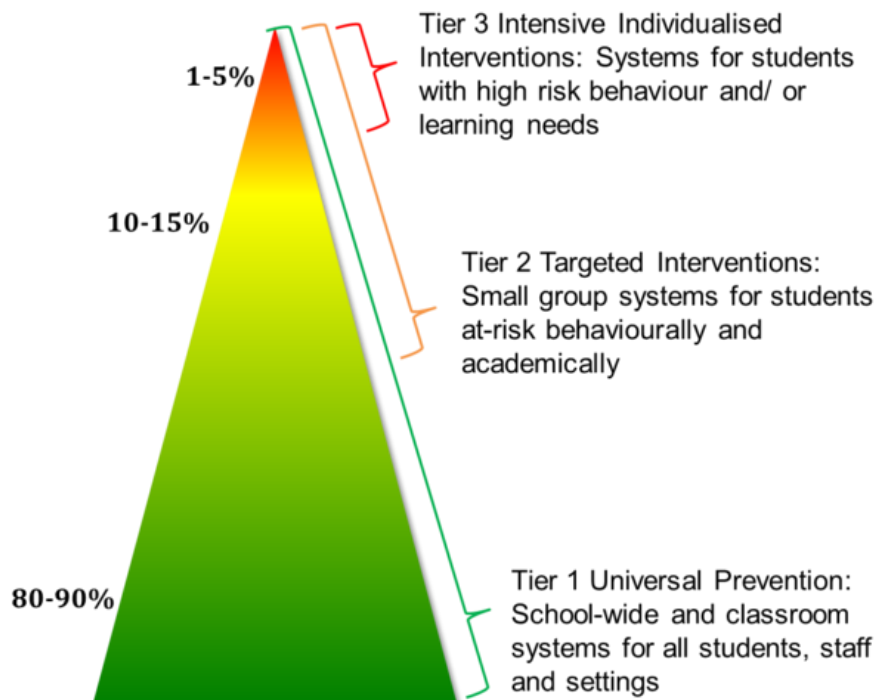 Tier 3 Intensive Individualised
Interventions: Systems for students
with high risk behaviour and/ or
learning needs
1-5%
10-15%
Tier 2 Targeted Interventions:
Small group systems for students
at-risk behaviourally and
academically
80-90%
Tier 1 Universal Prevention:
School-wide and classroom
systems for all students, staff
and settings